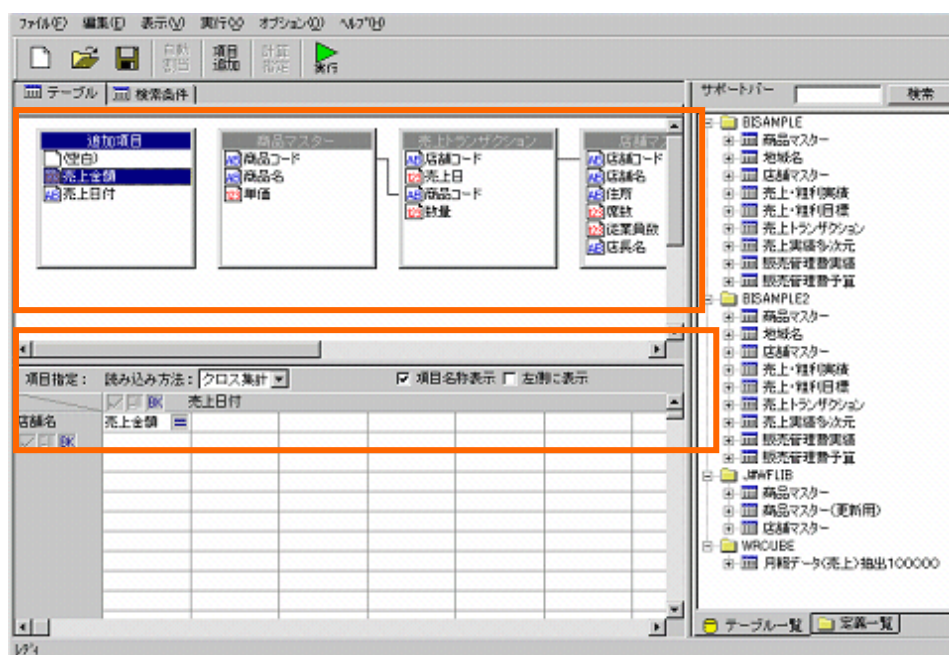 ファイル(F) 編集(E) 表示(V) 実行(X) オプション(O) ヘルプ(H)
自動割当 項目追加 計算指定 実行
テーブル 検索条件
追加項目
(空白)
売上金額
売上日付
商品マスター
商品コード
商品名
単価
売上トランザクション
店舗コード
売上日
商品コード
数量
店舗マス
店舗コード
店舗名
住所
席数
従業員数
店長名
項目指定: 読み込み方法: クロス集計 項目名称表示 左側に表示
BK 売上日付
店舗名 売上金額
BK
サポートバー 検索
BISAMPLE
商品マスター
地域名
店舗マスター
売上・粗利実績
売上・粗利目標
売上トランザクション
売上実績多次元
販売管理費実績
販売管理費予算
BISAMPLE2
商品マスター
地域名
店舗マスター
売上・粗利実績
売上・粗利目標
売上トランザクション
売上実績多次元
販売管理費実績
販売管理費予算
J#WFLIB
商品マスター
商品マスター(更新用)
店舗マスター
WRCUBE
月報データ(売上)抽出100000
テーブル一覧 定義一覧
レディ